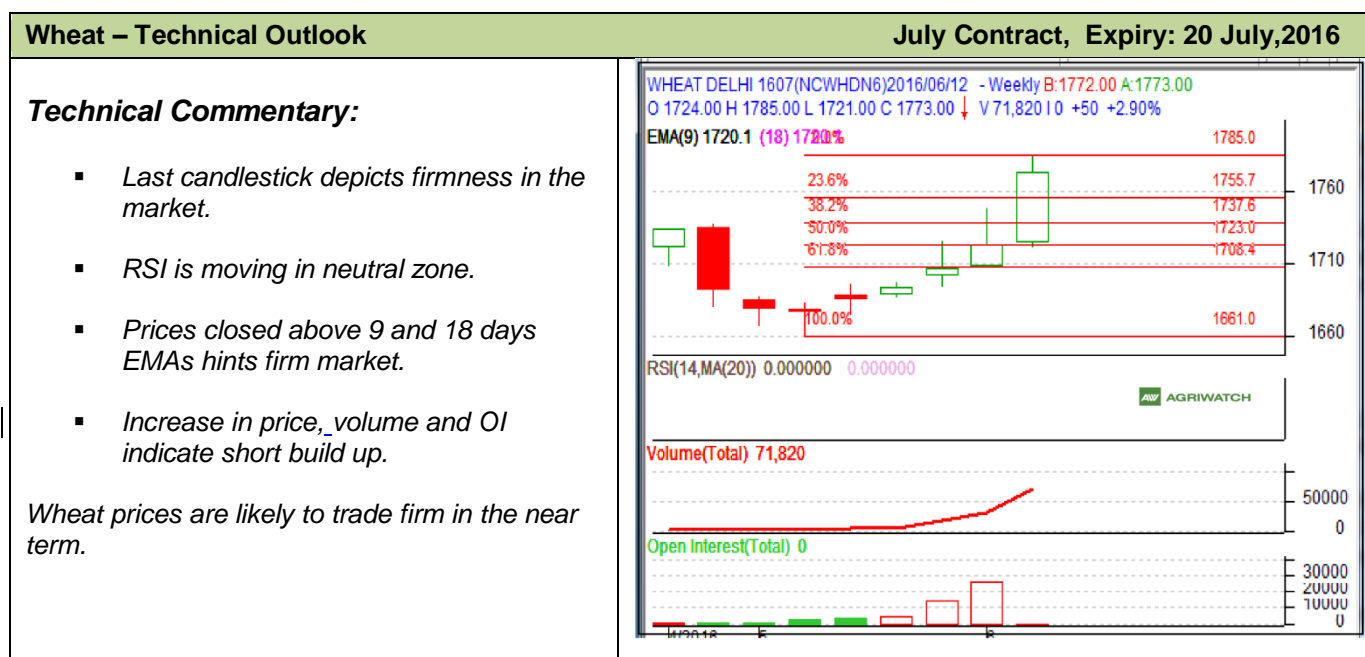 Wheat – Technical Outlook July Contract, Expiry: 20 July,2016
Technical Commentary:
▪ Last candlestick depicts firmness in the
market.
▪ RSI is moving in neutral zone.
▪ Prices closed above 9 and 18 days
EMAs hints firm market.
▪ Increase in price, volume and OI
indicate short build up.
Wheat prices are likely to trade firm in the near
term.
WHEAT DELHI 1607(NCWHDN6)2016/06/12 - Weekly B:1772.00 A:1773.00
O 1724.00 H 1785.00 L 1721.00 C 1773.00 ↓ V 71,820 I 0 +50 +2.90%
EMA(9) 1720.1 (18)
1785.0
23.6% 1755.7
1760
38.2% 1737.6
50.0% 1723.0
61.8% 1708.4
1710
100.0% 1661.0
1660
RSI(14,MA(20)) 0.000000 0.000000
AW AGRIWATCH
Volume(Total) 71,820
50000
0
Open Interest(Total) 0
30000
20000
10000
0
5 6